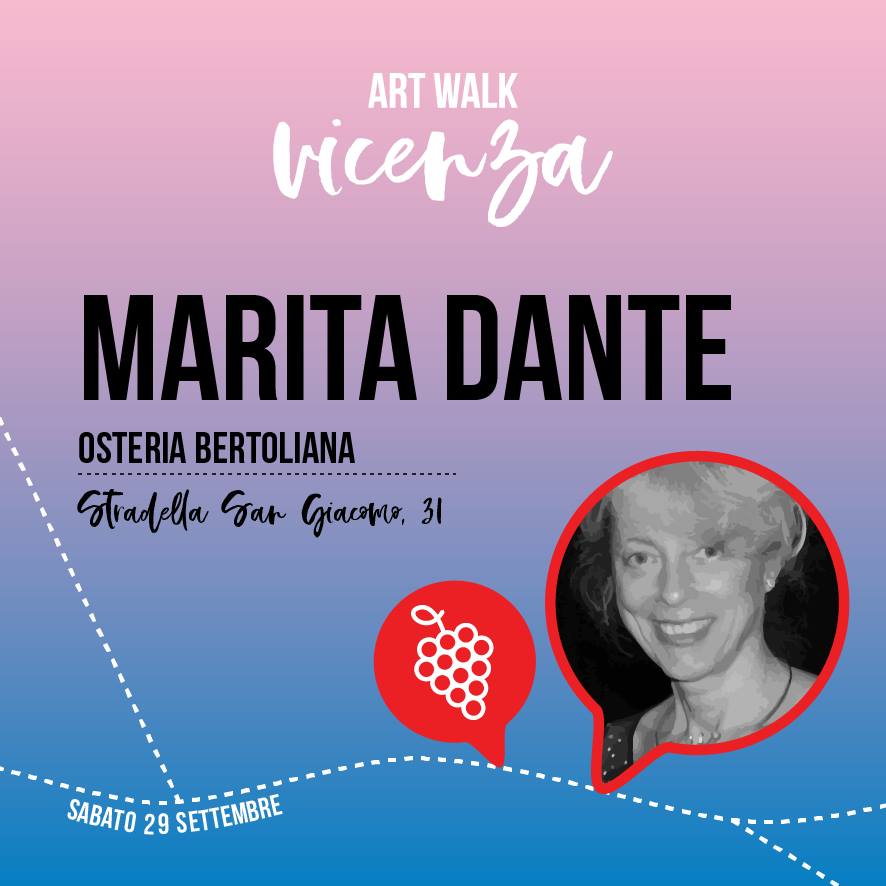 ART WALK
vicenza
MARITA DANTE
OSTERIA BERTOLIANA
Stradella San Giacomo, 31
SABATO 29 SETTEMBRE